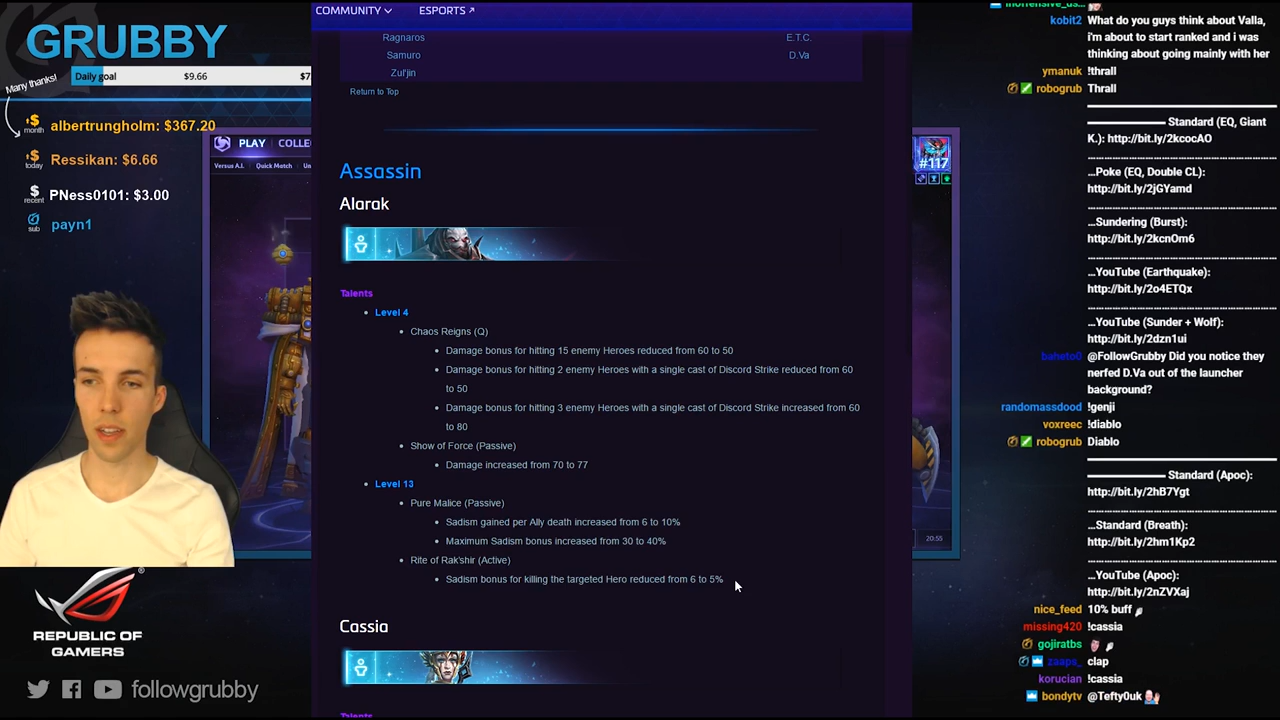 GRUBBY
Many thanks!
Daily goal
$9.66
$7
month
albertrungholm: $367.20
today
Ressikan: $6.66
recent
PNess0101: $3.00
sub
payn1
PLAY
COLLE
Versus A.I.
Quick Match
Un
COMMUNITY
ESPORTS
Ragnaros
E.T.C.
Samuro
D.Va
Zul'jin
Return to Top
Assassin
Alarak
Talents
Level 4
Chaos Reigns (Q)
Damage bonus for hitting 15 enemy Heroes reduced from 60 to 50
Damage bonus for hitting 2 enemy Heroes with a single cast of Discord Strike reduced from 60
to 50
Damage bonus for hitting 3 enemy Heroes with a single cast of Discord Strike increased from 60
to 80
Show of Force (Passive)
Damage increased from 70 to 77
Level 13
Pure Malice (Passive)
Sadism gained per Ally death increased from 6 to 10%
Maximum Sadism bonus increased from 30 to 40%
Rite of Rak'shir (Active)
Sadism bonus for killing the targeted Hero reduced from 6 to 5%
Cassia
Talents
#117
20:55
REPUBLIC OF
GAMERS
followgrubby
kobit2 What do you guys think about Valla,
i'm about to start ranked and i was
thinking about going mainly with her
ymanuk !thrall
robogrub Thrall
Standard (EQ, Giant
K.): http://bit.ly/2kcocAO
...Poke (EQ, Double CL):
http://bit.ly/2jGYamd
...Sundering (Burst):
http://bit.ly/2kcnOm6
...YouTube (Earthquake):
http://bit.ly/2o4ETQx
...YouTube (Sunder + Wolf):
http://bit.ly/2dzn1ui
baheto0 @FollowGrubby Did you notice they
nerfed D.Va out of the launcher
background?
randomassdood !genji
voxreec !diablo
robogrub Diablo
Standard (Apoc):
http://bit.ly/2hB7Ygt
...Standard (Breath):
http://bit.ly/2hm1Kp2
...YouTube (Apoc):
http://bit.ly/2nZVXaj
nice_feed 10% buff
missing420 !cassia
gojiratbs
zaaps_ clap
korucian !cassia
bondytv @Tefty0uk